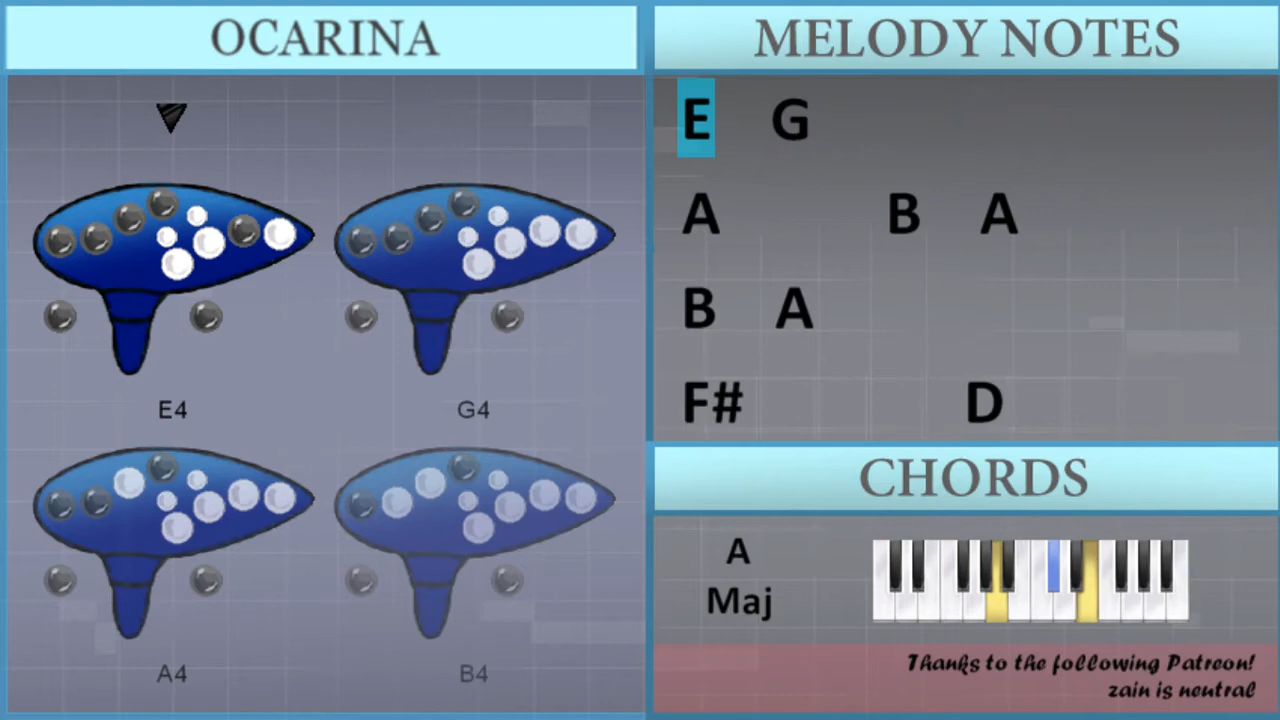 OCARINA
E4
G4
A4
B4
MELODY NOTES
E G
A B A
B A
F# D
CHORDS
A
Maj
Thanks to the following Patreon!
zain is neutral